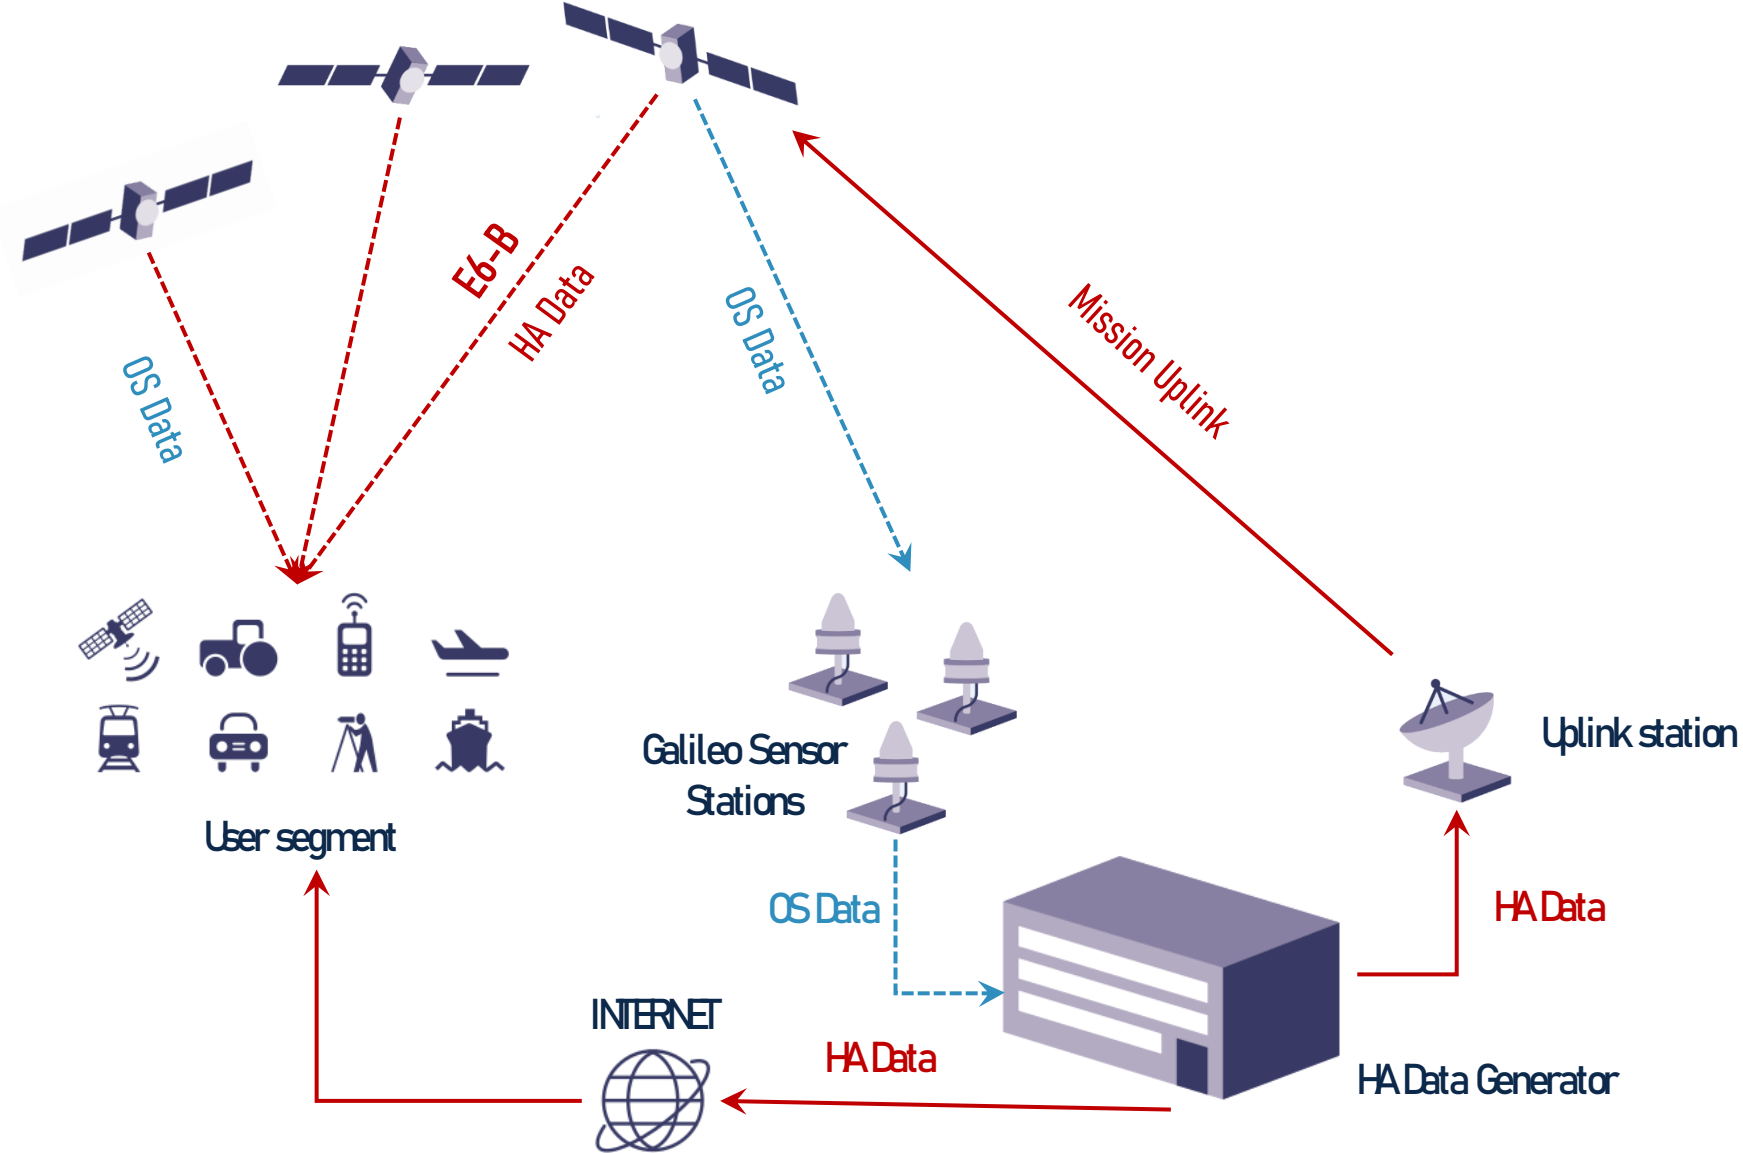 E6-B
HA Data
OS Data
OS Data
Mission Uplink
Galileo Sensor
Stations
Uplink station
User segment
OS Data
HA Data
INTERNET
HA Data
HA Data Generator